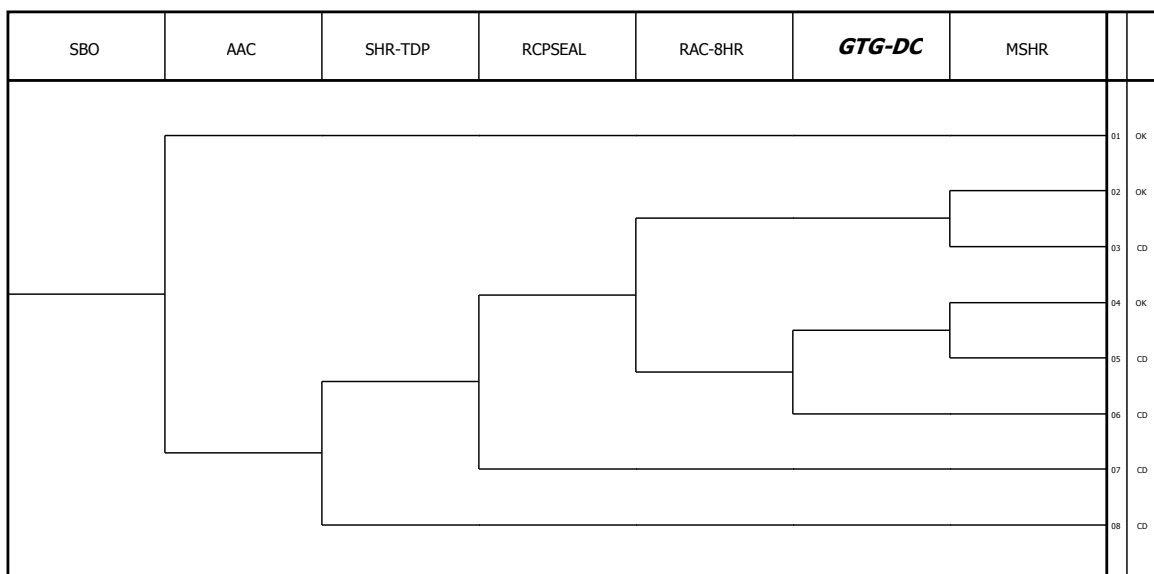 SBO AAC SHR-TDP RCPSEAL RAC-8HR GTG-DC MSHR
01 OK
02 OK
03 CD
04 OK
05 CD
06 CD
07 CD
08 CD